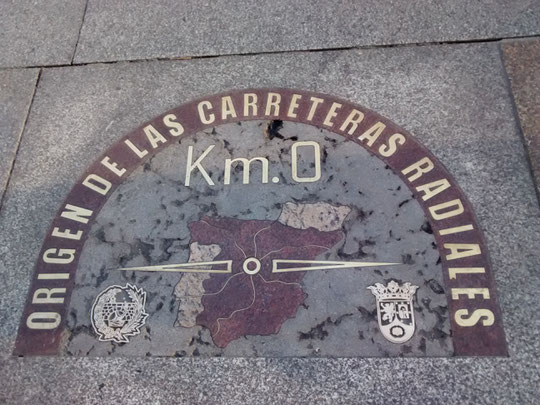 ORIGEN DE LAS CARRETERAS RADIALES
Km. 0